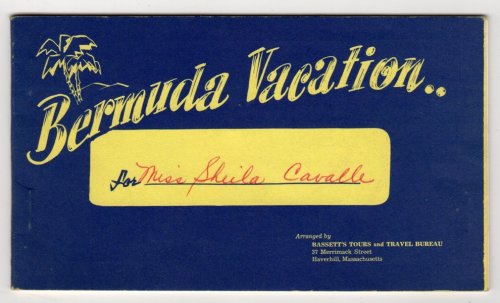 Bermuda Vacation..
for Miss Sheila Cavalle
Arranged by
BASSETT'S TOURS and TRAVEL BUREAU
37 Merrimack Street
Haverhill, Massachusetts